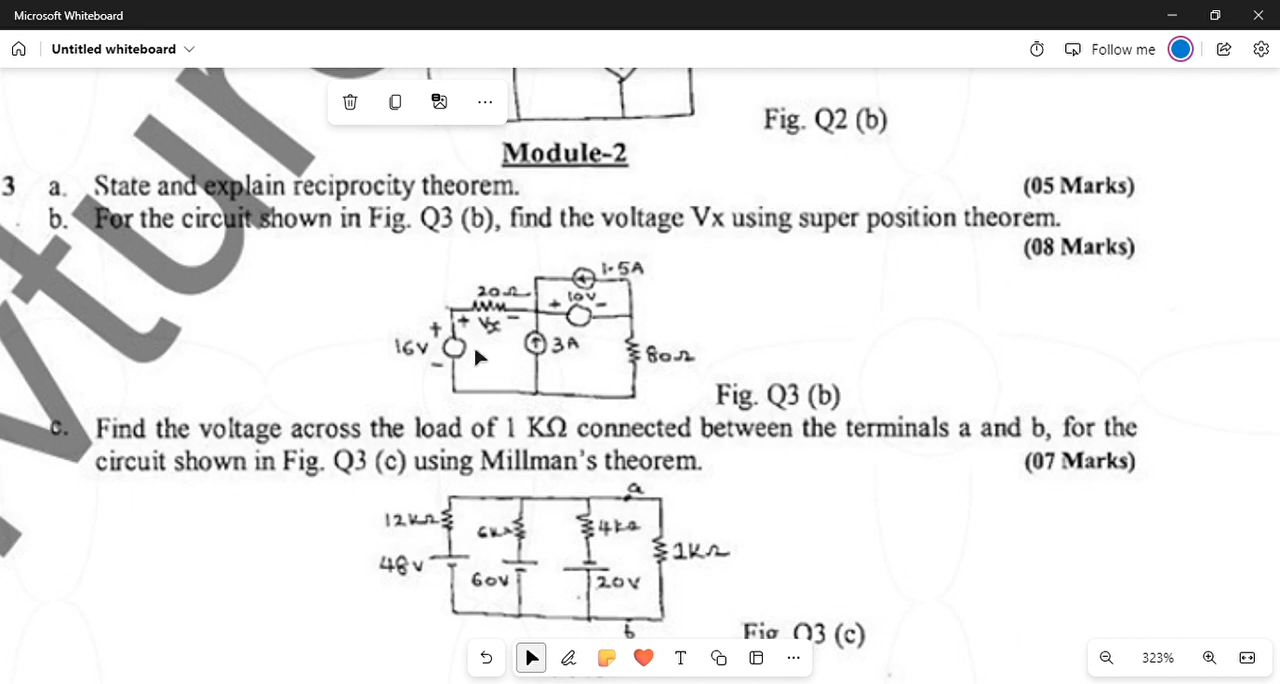 Microsoft Whiteboard
Untitled whiteboard
Follow me
Fig. Q2 (b)
Module-2
3 a. State and explain reciprocity theorem. (05 Marks)
b. For the circuit shown in Fig. Q3 (b), find the voltage Vx using super position theorem.
(08 Marks)
1.5A
20Ω
+ 10V -
+ Vx -
+
16V
-
3A
80Ω
Fig. Q3 (b)
c. Find the voltage across the load of 1 KΩ connected between the terminals a and b, for the
circuit shown in Fig. Q3 (c) using Millman's theorem. (07 Marks)
a
12KΩ
6KΩ
4kΩ
1KΩ
48V
60V
20V
b
Fig Q3 (c)
T
323%